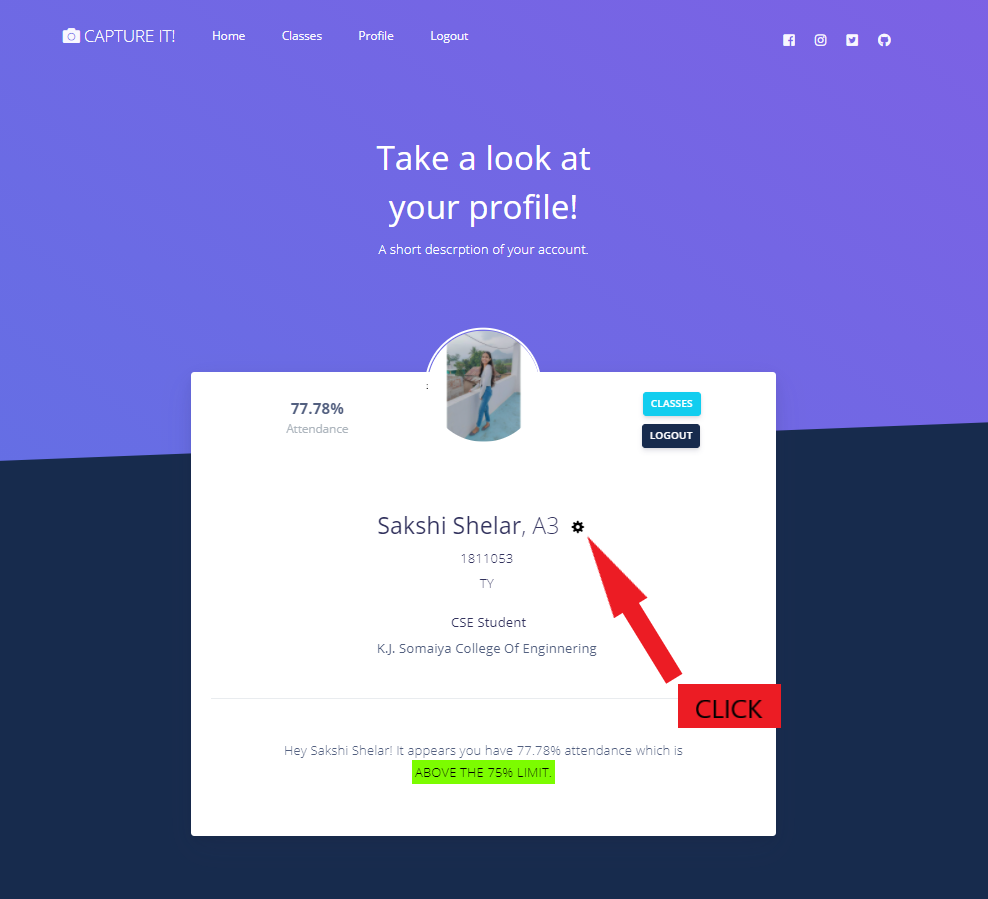 CAPTURE IT!
Home
Classes
Profile
Logout
Take a look at
your profile!
A short descrption of your account.
:
77.78%
Attendance
CLASSES
LOGOUT
Sakshi Shelar, A3
1811053
TY
CSE Student
K.J. Somaiya College Of Enginnering
CLICK
Hey Sakshi Shelar! It appears you have 77.78% attendance which is
ABOVE THE 75% LIMIT.